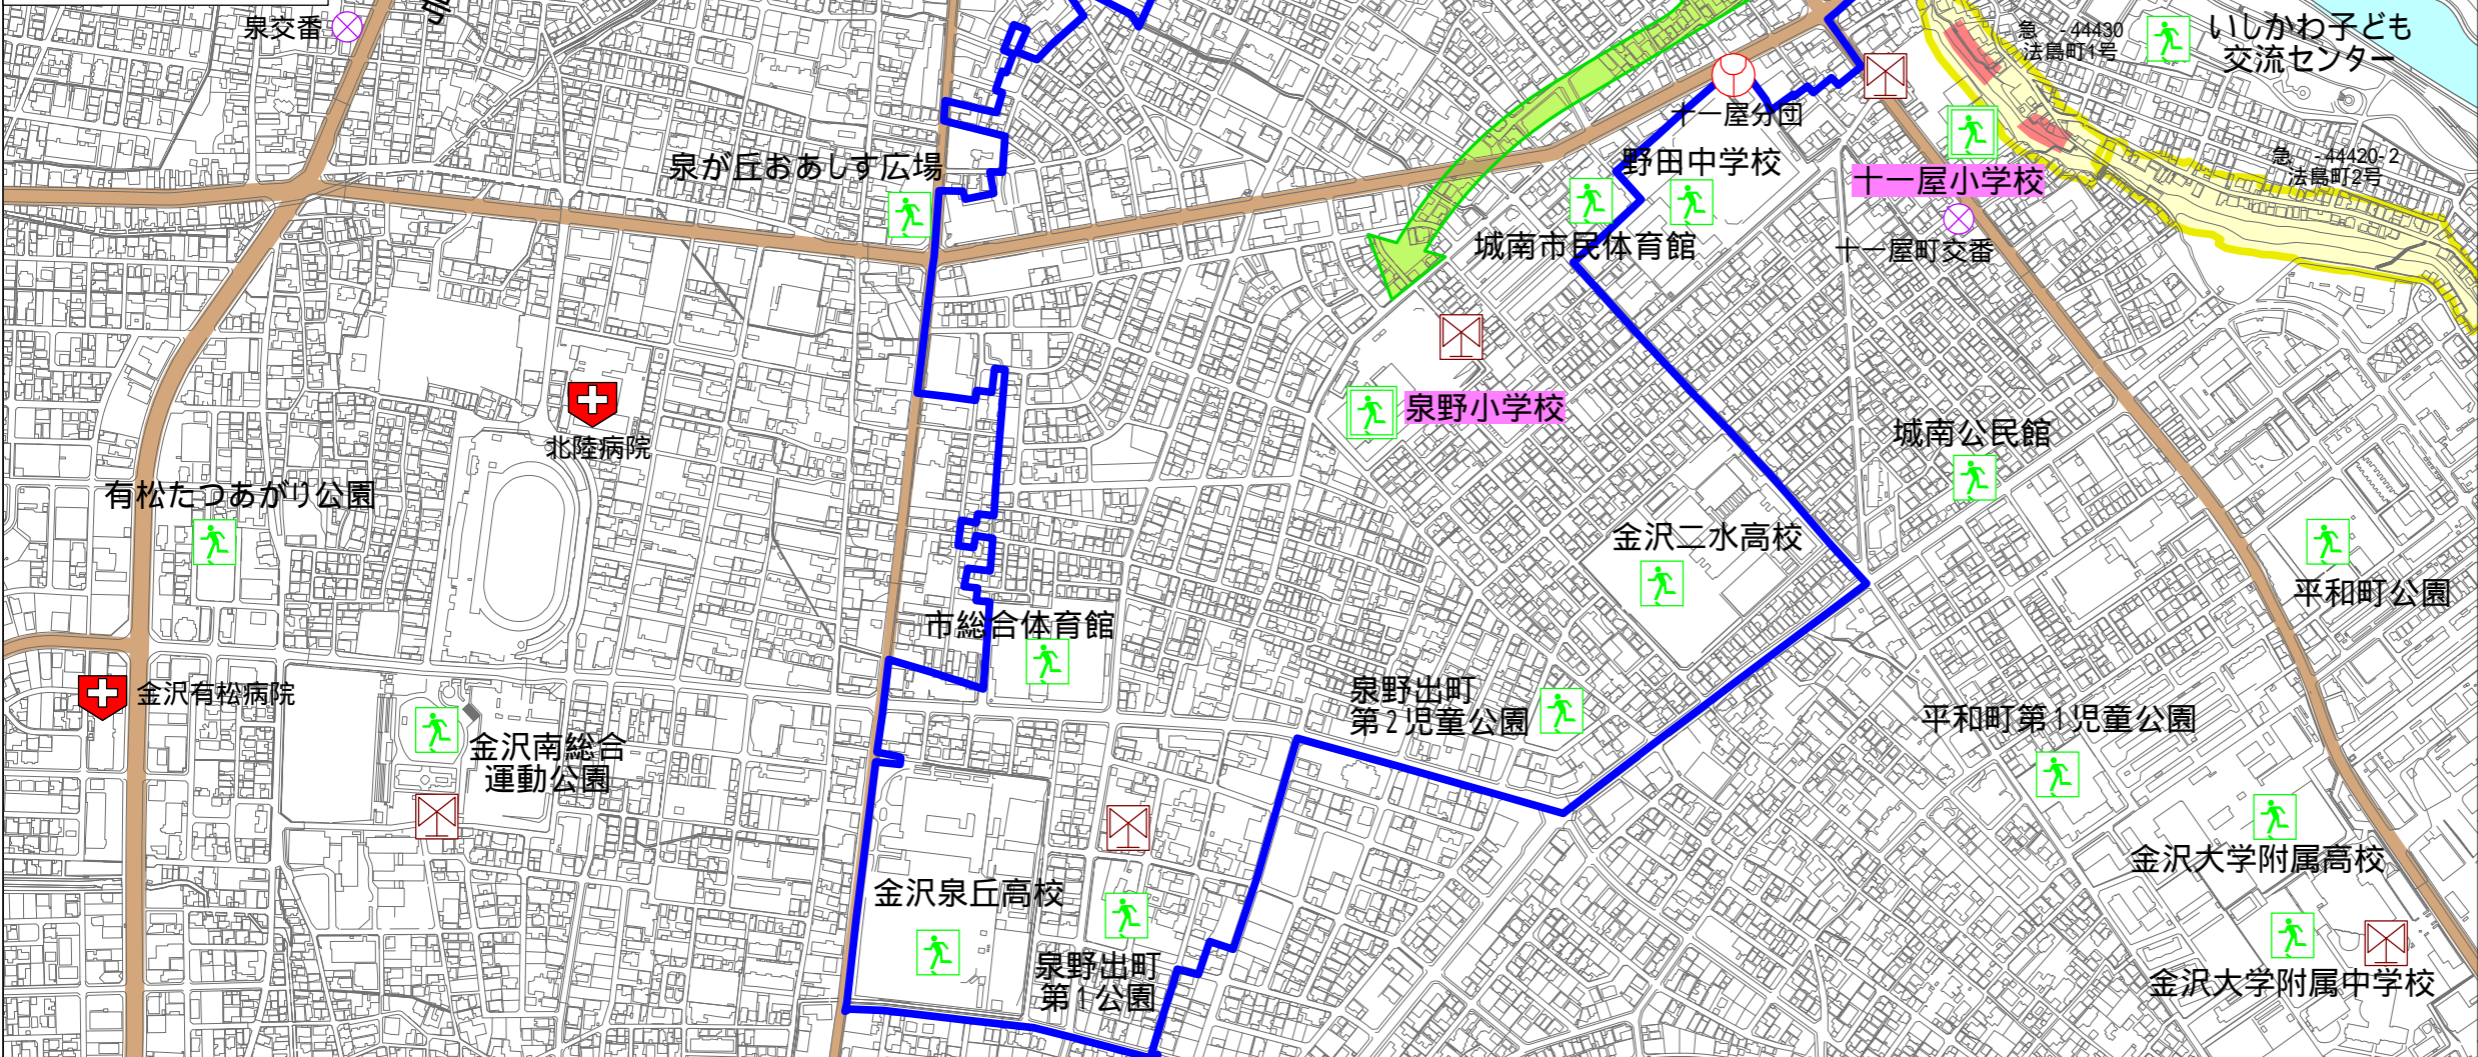 泉交番
急 -44430
法島町1号
いしかわ子ども
交流センター
十一屋分団
泉が丘おあしす広場
野田中学校
急 -44420-2
法島町2号
十一屋小学校
城南市民体育館
十一屋町交番
泉野小学校
北陸病院
城南公民館
有松たつあがり公園
金沢二水高校
平和町公園
市総合体育館
金沢有松病院
泉野出町
第2児童公園
平和町第1児童公園
金沢南総合
運動公園
金沢大学附属高校
金沢泉丘高校
泉野出町
第1公園
金沢大学附属中学校